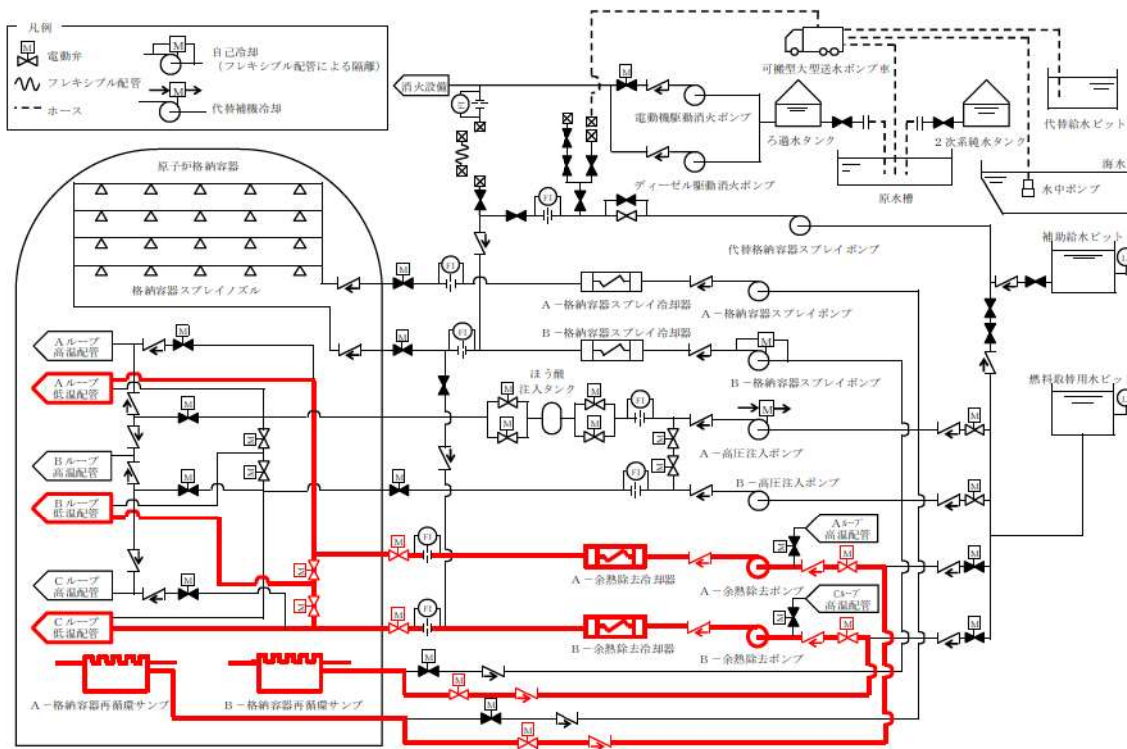 凡例
M
電動弁
フレキシブル配管
ホース
M
自己冷却
(フレキシブル配管による隔離)
M
代替補機冷却
消火設備
FI
M
電動機駆動消火ポンプ
ディーゼル駆動消火ポンプ
可搬型大型送水ポンプ車
ろ過水タンク
2次系純水タンク
原水槽
代替給水ピット
海水
水中ポンプ
FI
代替格納容器スプレイポンプ
補助給水ピット
原子炉格納容器
格納容器スプレイノズル
M
FI
A-格納容器スプレイ冷却器
A-格納容器スプレイポンプ
M
FI
B-格納容器スプレイ冷却器
M
B-格納容器スプレイポンプ
燃料取替用水ピット
Aループ
高温配管
M
Aループ
低温配管
M
M
M
ほう酸
注入タンク
M
M
FI
M
M
A-高圧注入ポンプ
M
M
M
M
Bループ
高温配管
M
M
Bループ
低温配管
M
FI
B-高圧注入ポンプ
M
M
FI
A-余熱除去冷却器
A-余熱除去ポンプ
Aループ
高温配管
M
M
M
M
Cループ
高温配管
M
M
Cループ
低温配管
M
FI
B-余熱除去冷却器
B-余熱除去ポンプ
Cループ
高温配管
M
M
M
A-格納容器再循環サンプ
B-格納容器再循環サンプ
M
M
M
M